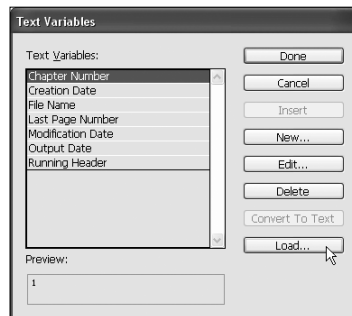 Text Variables
Text Variables:
Chapter Number
Creation Date
File Name
Last Page Number
Modification Date
Output Date
Running Header
Preview:
1
Done
Cancel
Insert
New...
Edit...
Delete
Convert To Text
Load...